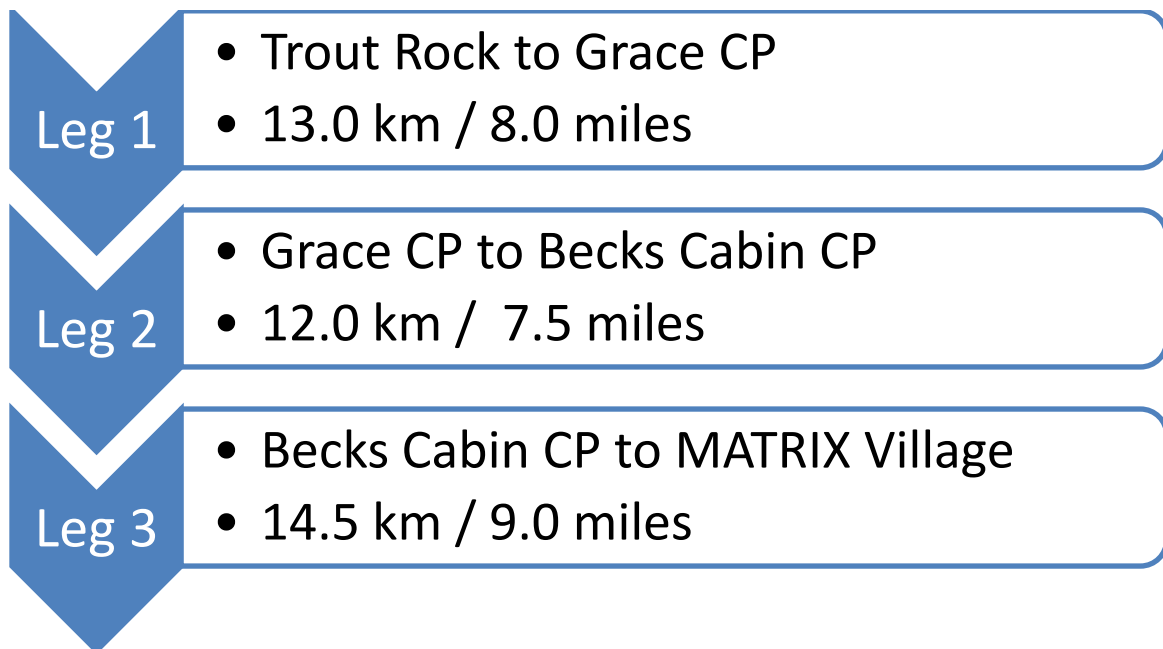 Leg 1
• Trout Rock to Grace CP
• 13.0 km / 8.0 miles
Leg 2
• Grace CP to Becks Cabin CP
• 12.0 km /  7.5 miles
Leg 3
• Becks Cabin CP to MATRIX Village
• 14.5 km / 9.0 miles